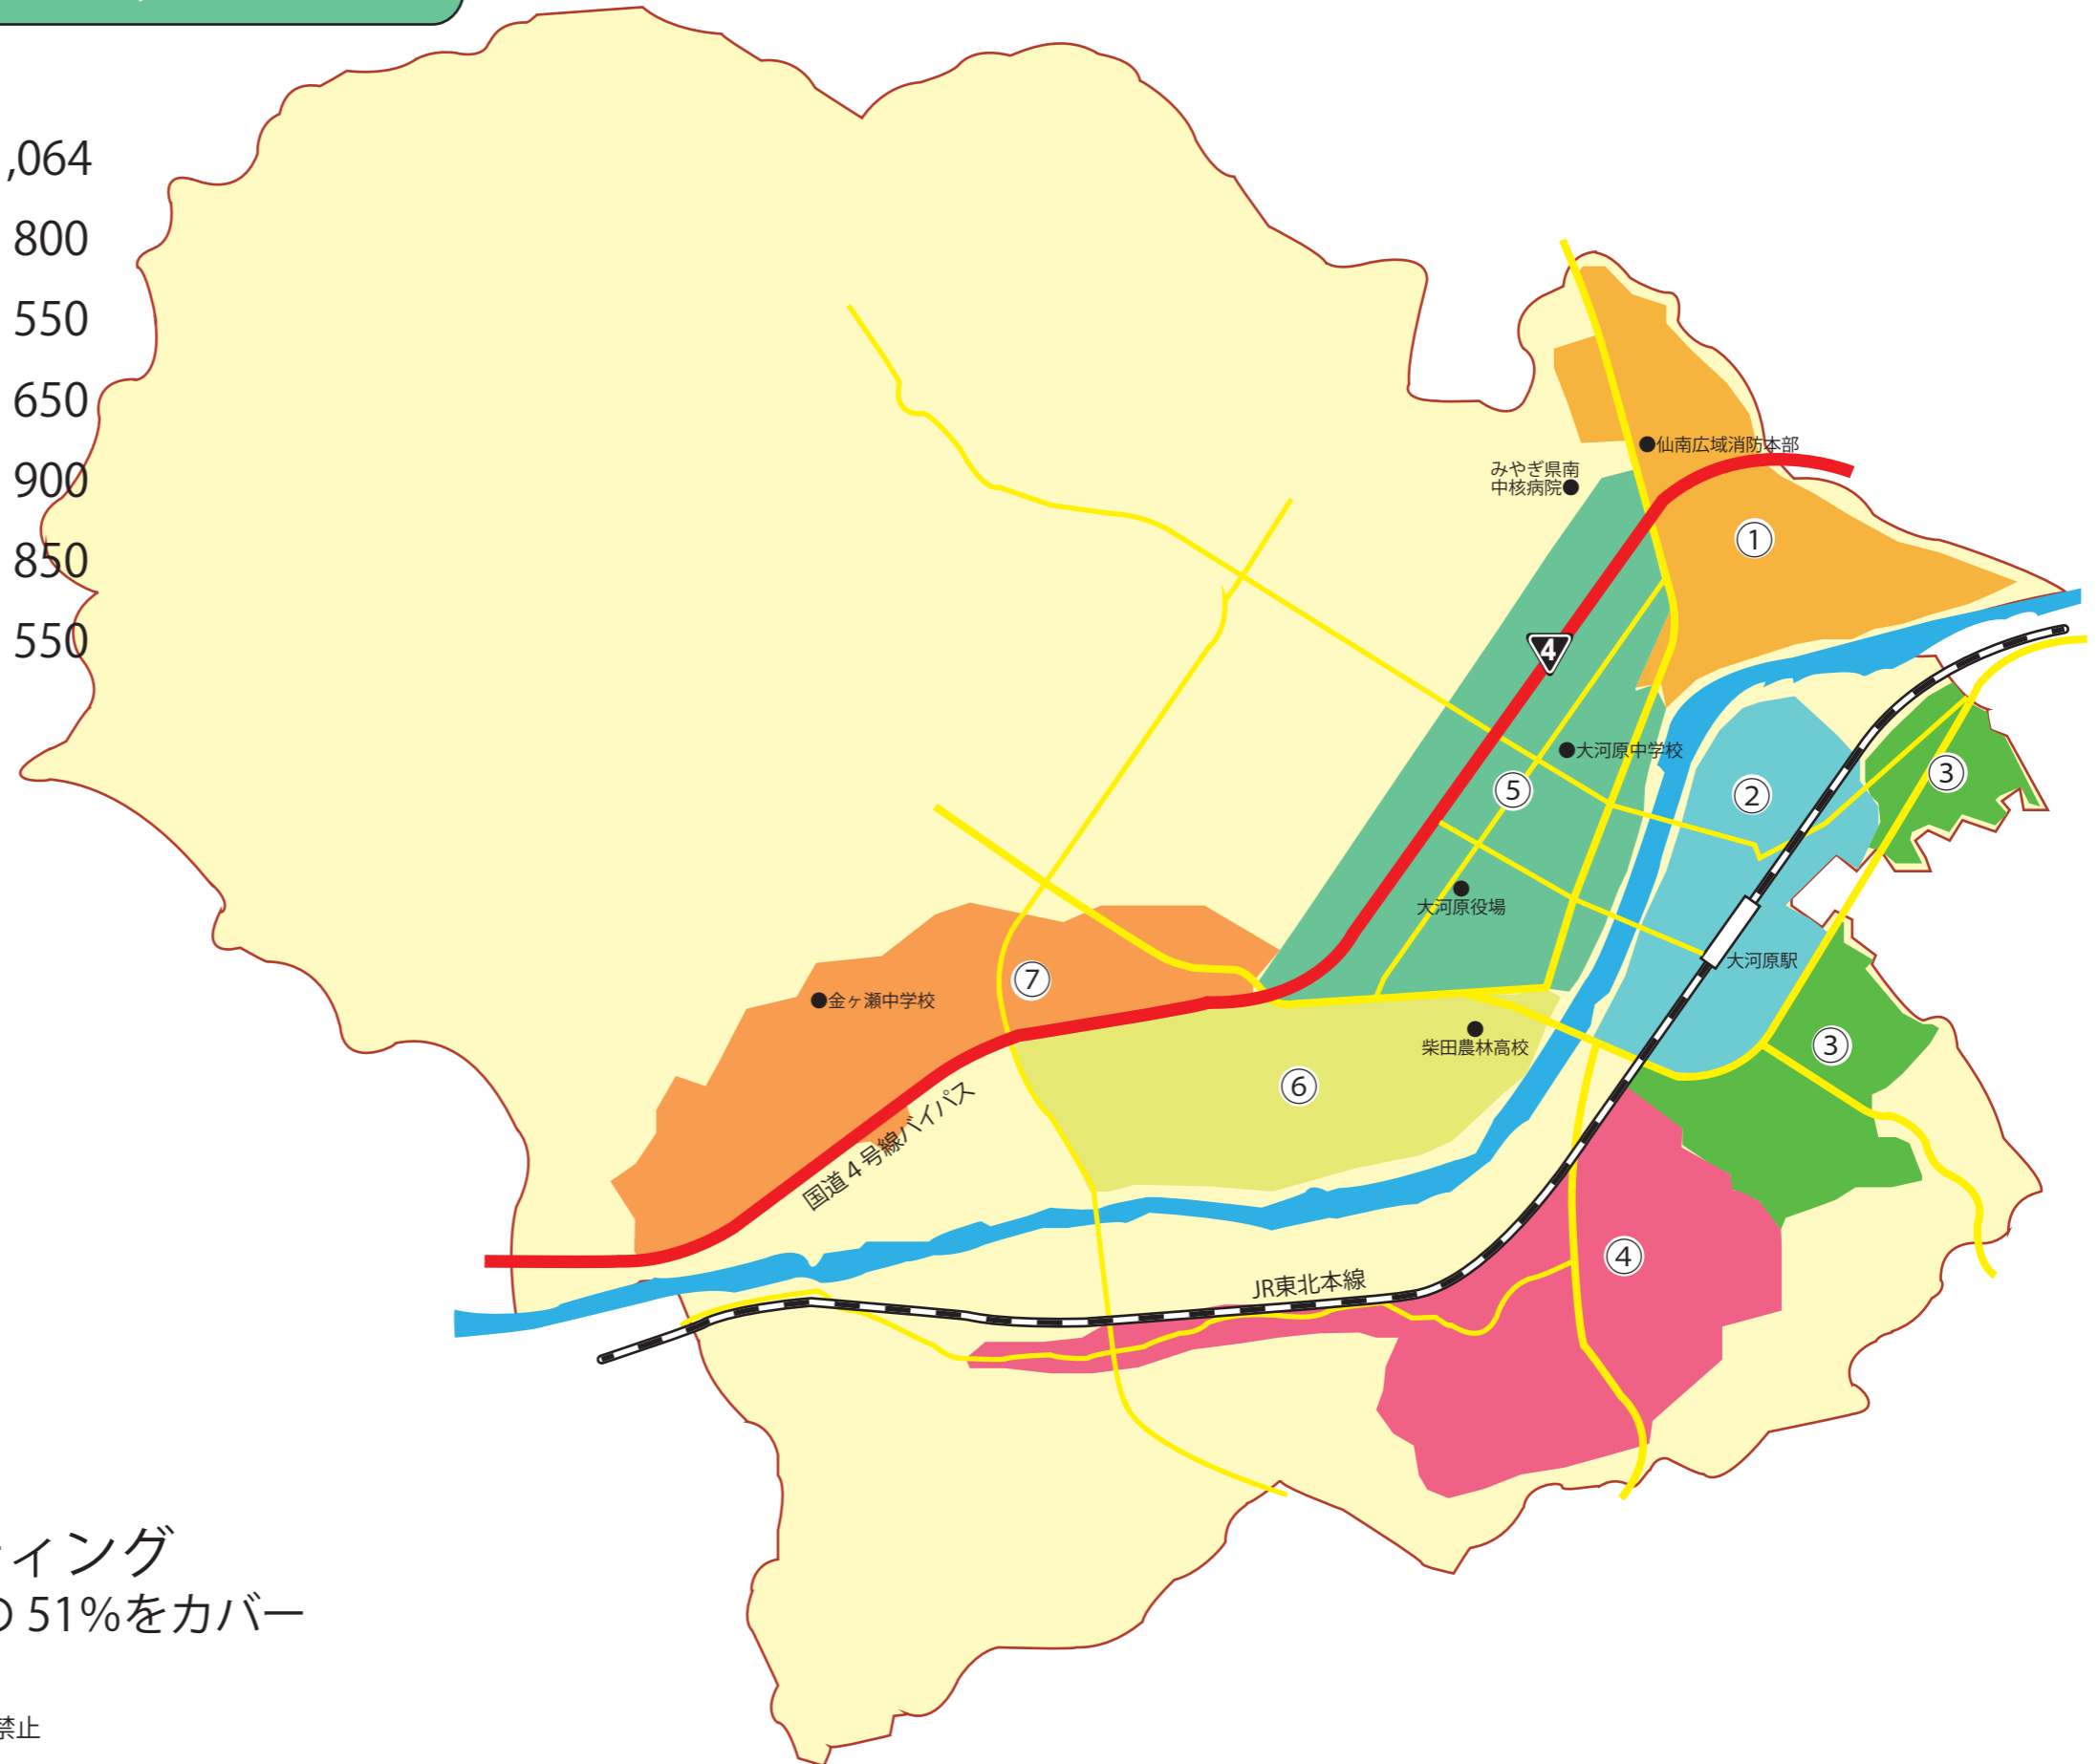 ,064
800
550
650
900
850
550
仙南広域消防本部
みやぎ県南
中核病院
①
4
大河原中学校
⑤
②
③
大河原役場
大河原駅
⑦
金ヶ瀬中学校
柴田農林高校
③
⑥
国道4号線バイパス
JR東北本線
④
ィング
の 51%をカバー
禁止